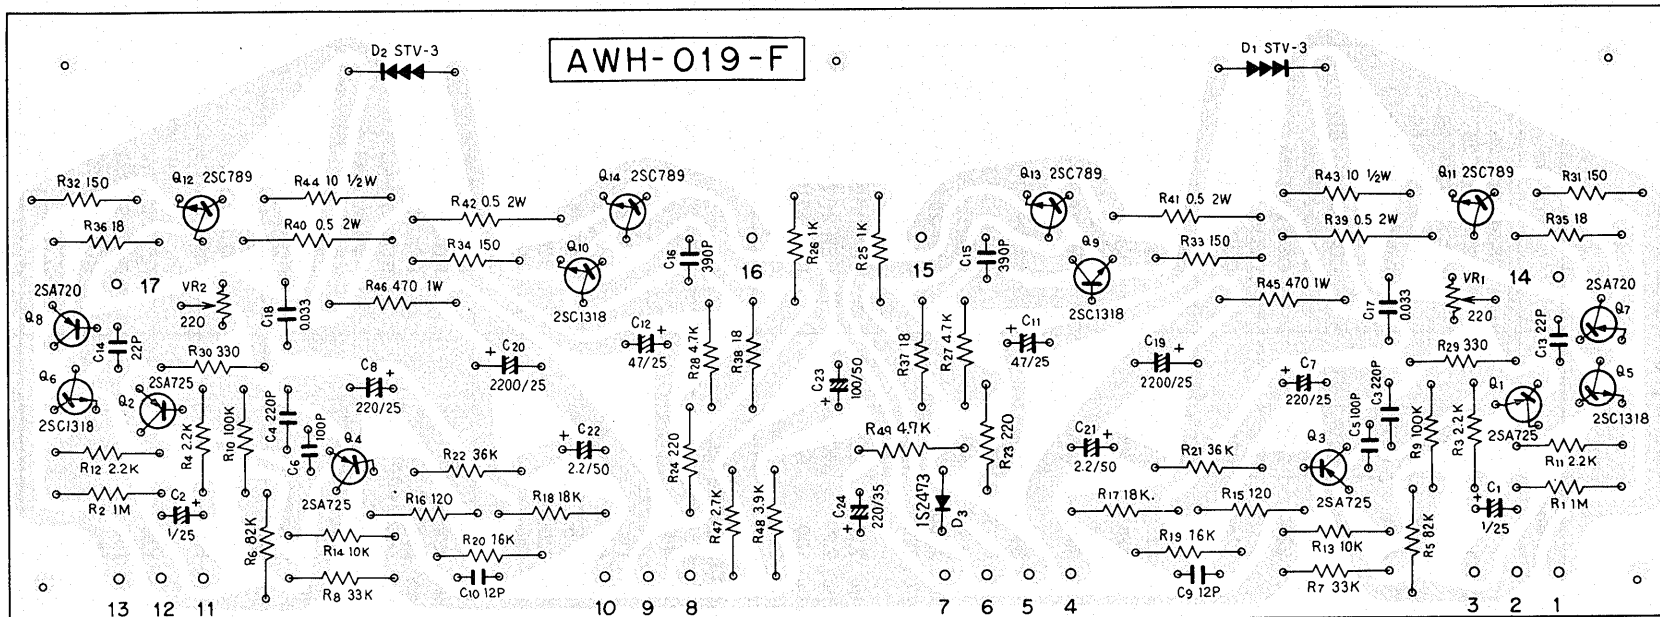 D2 STV-3
AWH-019-F
D1 STV-3
R32 150
Q12 2SC789
R44 10 ½W
Q14 2SC789
Q13 2SC789
R43 10 ½W
Q11 2SC789
R31 150
R36 18
R40 0.5 2W
R42 0.5 2W
R34 150
Q10
2SC1318
C16
390P
16
R26 1K
R25 1K
15
C15
390P
Q9
2SC1318
R41 0.5 2W
R33 150
R39 0.5 2W
R35 18
17
VR2
220
C18
0.033
R46 470 1W
R45 470 1W
C17
0.033
VR1
220
14
2SA720
Q8
C14
22P
R30 330
C20
2200/25
C12
47/25
R28 4.7K
R38 18
C23
100/50
R37 18
R27 4.7K
C11
47/25
C19
2200/25
R29 330
C13 22P
2SA720
Q7
Q6
2SC1318
2SA725
Q2
C8
220/25
C7
220/25
C3 220P
Q1
2SA725
Q5
2SC1318
R12 2.2K
R4 2.2K
R10 100K
C4 220P
C6
100P
Q4
2SA725
R22 36K
C22
2.2/50
R24 220
R49 4.7K
R23 220
C21
2.2/50
R21 36K
Q3
2SA725
C5 100P
R9 100K
R3 2.2K
R11 2.2K
R2 1M
C2
1/25
R6 82K
R16 120
R18 18K
R47 2.7K
R48 3.9K
C24
220/35
1S2473
D3
R17 18K
R15 120
C1
1/25
R1 1M
R14 10K
R20 16K
R19 16K
R13 10K
R5 82K
R8 33K
C10 12P
C9 12P
R7 33K
13 12 11 10 9 8 7 6 5 4 3 2 1